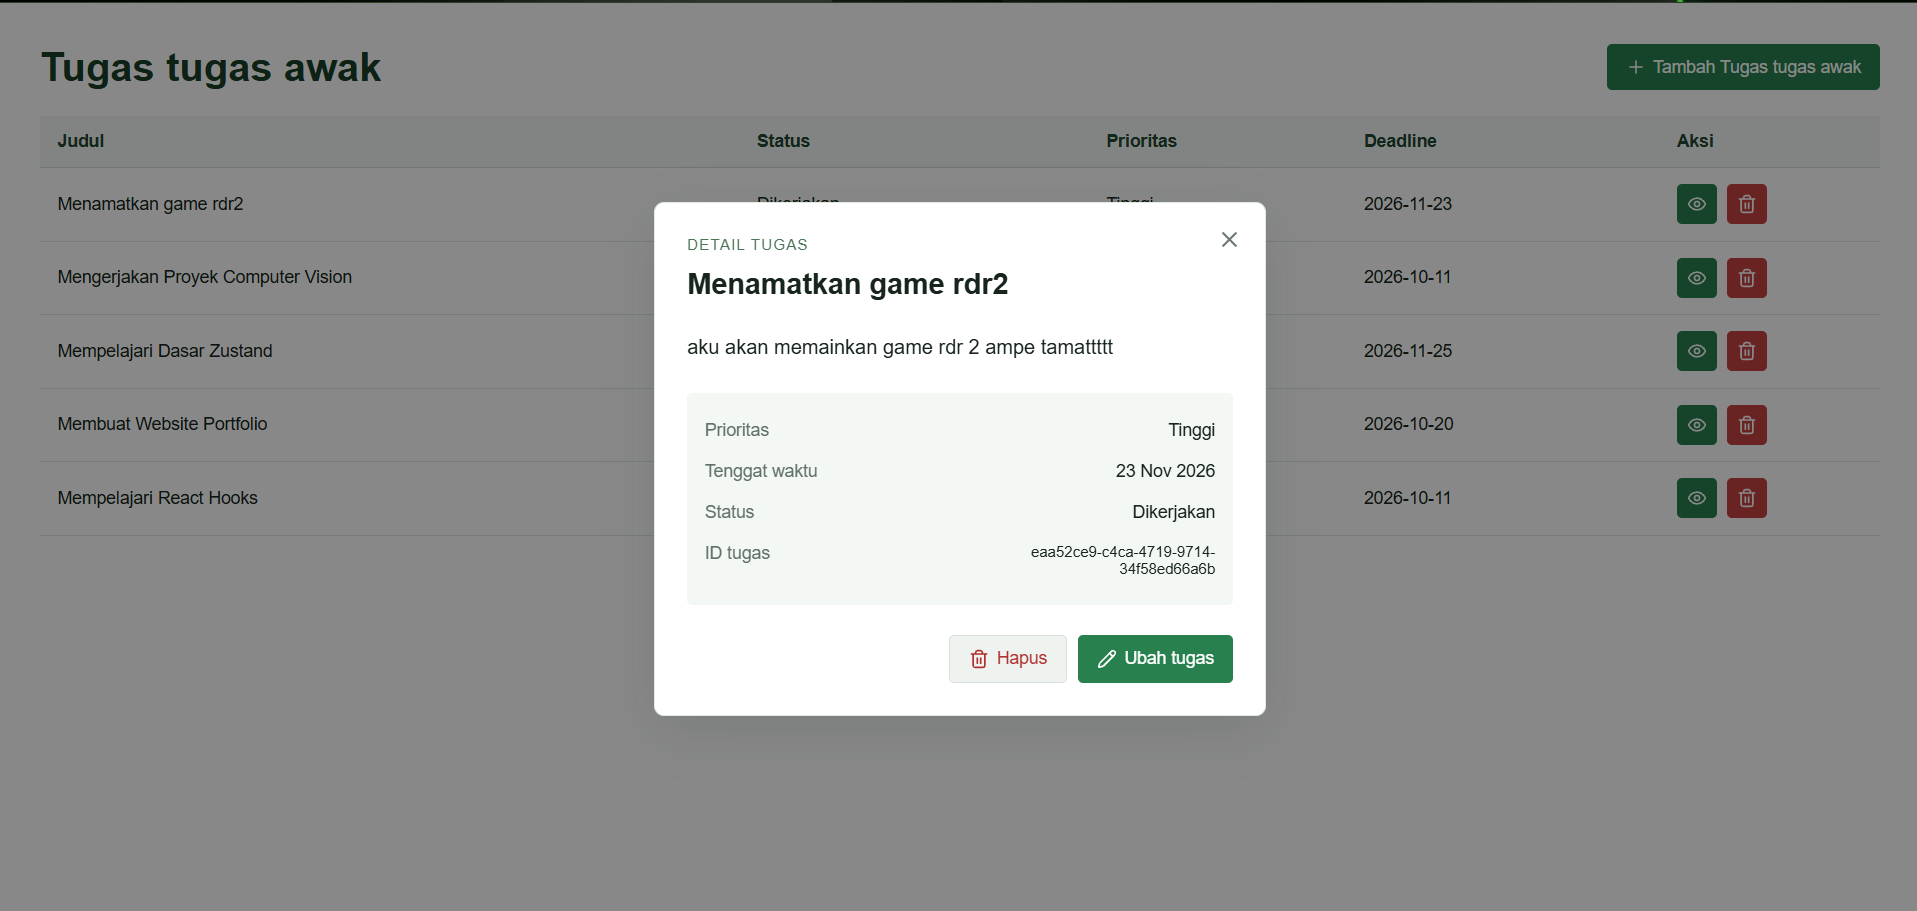 Tugas tugas awak
Tambah Tugas tugas awak
Judul Status Prioritas Deadline Aksi
Menamatkan game rdr2 Dikerjakan Tinggi 2026-11-23
Mengerjakan Proyek Computer Vision 2026-10-11
Mempelajari Dasar Zustand 2026-11-25
Membuat Website Portfolio 2026-10-20
Mempelajari React Hooks 2026-10-11
DETAIL TUGAS
Menamatkan game rdr2
aku akan memainkan game rdr 2 ampe tamattttt
Prioritas Tinggi
Tenggat waktu 23 Nov 2026
Status Dikerjakan
ID tugas eaa52ce9-c4ca-4719-9714-
34f58ed66a6b
Hapus Ubah tugas